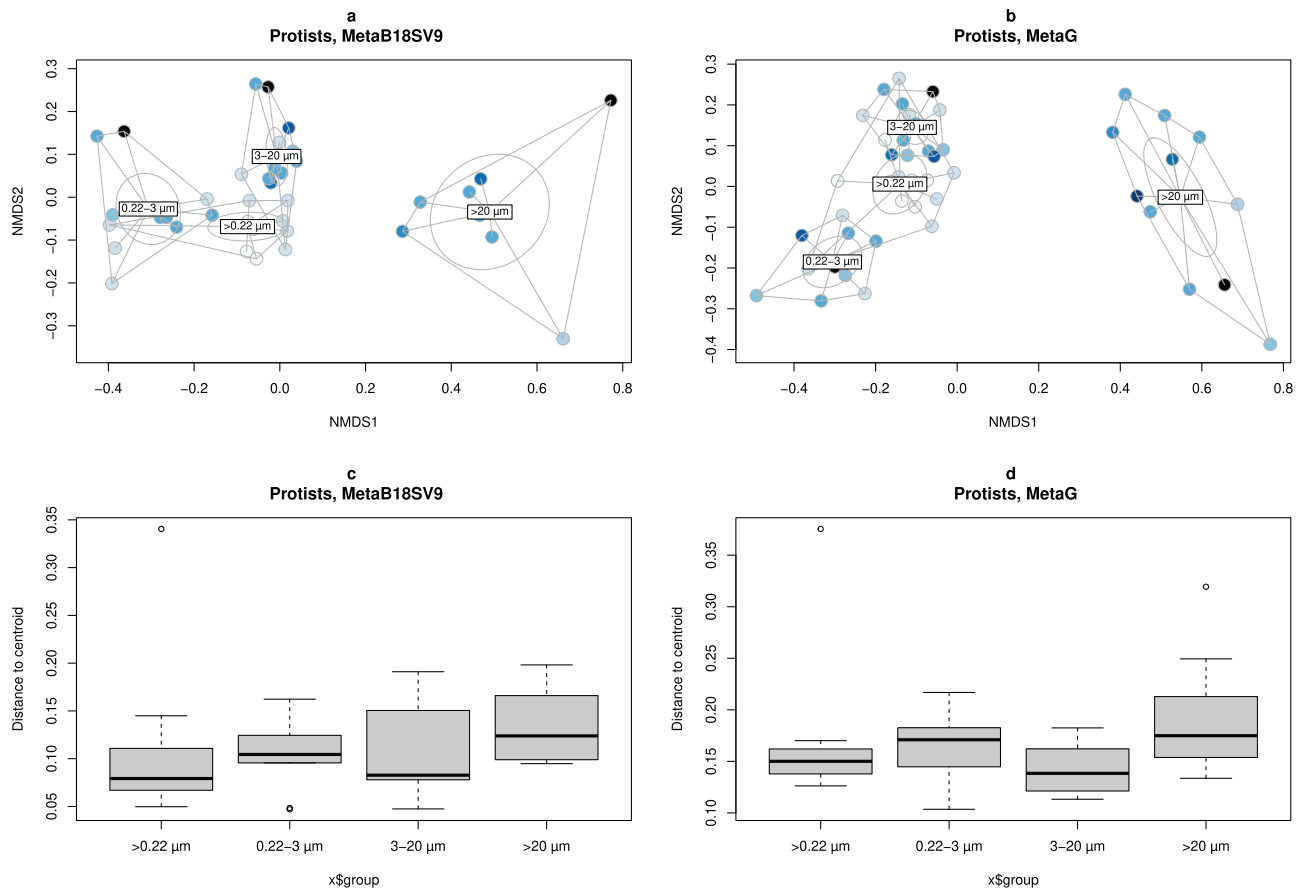 a
Protists, MetaB18SV9
0.3
0.2
0.1
0.0
−0.1
−0.2
−0.3
NMDS2
3−20 µm
0.22−3 µm
>0.22 µm
>20 µm
−0.4 −0.2 0.0 0.2 0.4 0.6 0.8
NMDS1
b
Protists, MetaG
0.3
0.2
0.1
0.0
−0.1
−0.2
−0.3
−0.4
NMDS2
3−20 µm
>0.22 µm
>20 µm
0.22−3 µm
−0.4 −0.2 0.0 0.2 0.4 0.6 0.8
NMDS1
c
Protists, MetaB18SV9
0.35
0.30
0.25
0.20
0.15
0.10
0.05
Distance to centroid
>0.22 µm 0.22−3 µm 3−20 µm >20 µm
x$group
d
Protists, MetaG
0.35
0.30
0.25
0.20
0.15
0.10
Distance to centroid
>0.22 µm 0.22−3 µm 3−20 µm >20 µm
x$group